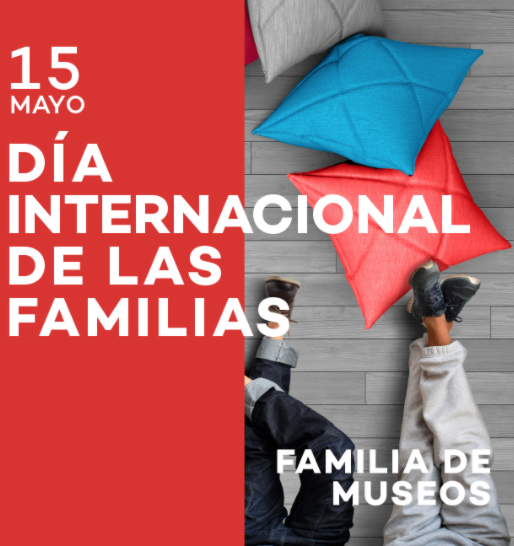 15
MAYO
DÍA
INTERNACIONAL
DE LAS
FAMILIAS
FAMILIA DE
MUSEOS